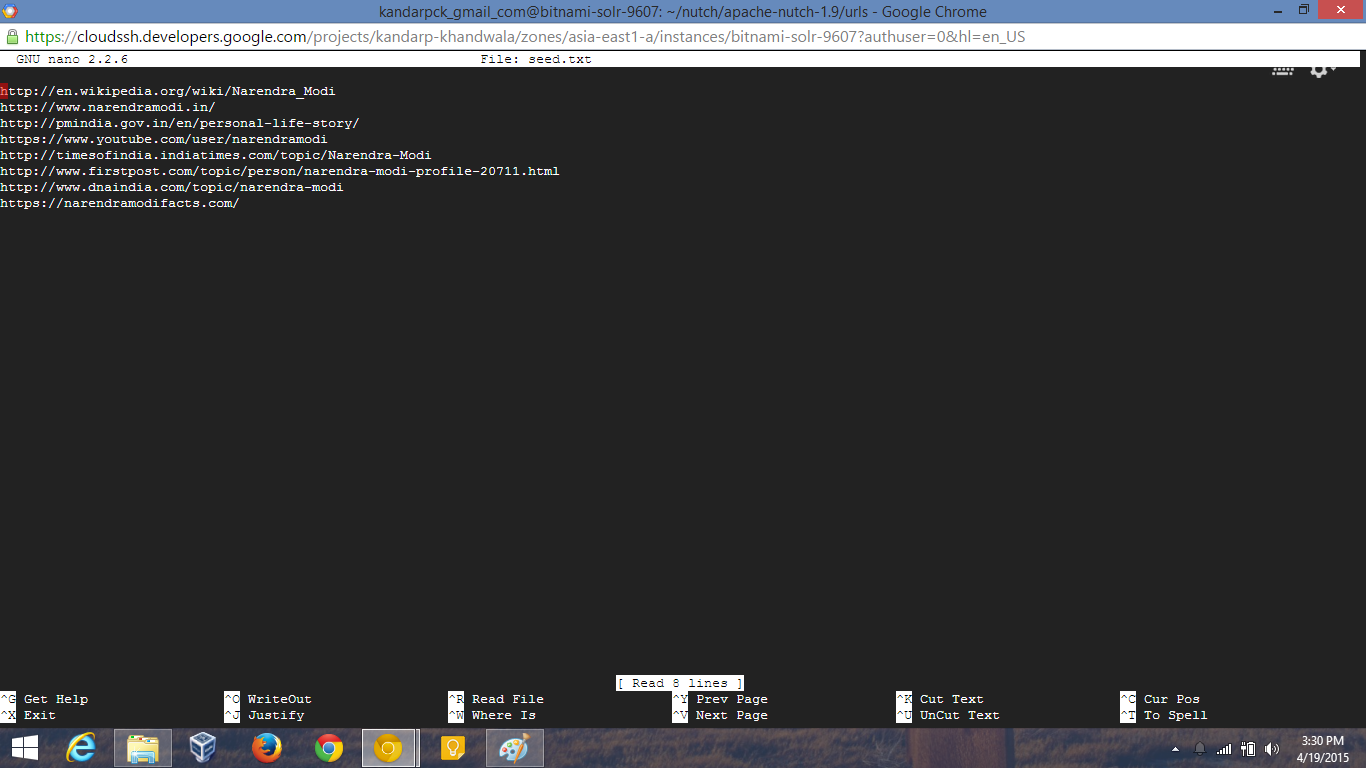 kandarpck_gmail_com@bitnami-solr-9607: ~/nutch/apache-nutch-1.9/urls - Google Chrome
https://cloudssh.developers.google.com/projects/kandarp-khandwala/zones/asia-east1-a/instances/bitnami-solr-9607?authuser=0&hl=en_US
GNU nano 2.2.6 File: seed.txt
http://en.wikipedia.org/wiki/Narendra_Modi
http://www.narendramodi.in/
http://pmindia.gov.in/en/personal-life-story/
https://www.youtube.com/user/narendramodi
http://timesofindia.indiatimes.com/topic/Narendra-Modi
http://www.firstpost.com/topic/person/narendra-modi-profile-20711.html
http://www.dnaindia.com/topic/narendra-modi
https://narendramodifacts.com/
[ Read 8 lines ]
^G Get Help ^O WriteOut ^R Read File ^Y Prev Page ^K Cut Text ^C Cur Pos
^X Exit ^J Justify ^W Where Is ^V Next Page ^U UnCut Text ^T To Spell
3:30 PM
4/19/2015